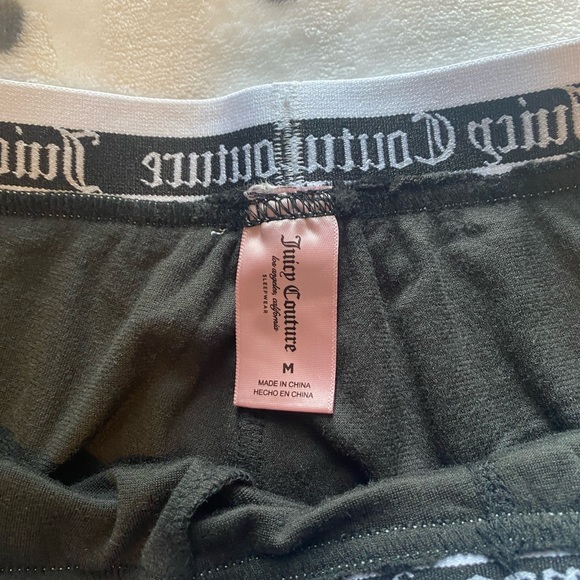 Juicy Couture Couture Juicy
Juicy Couture
los angeles, california
SLEEPWEAR
M
MADE IN CHINA
HECHO EN CHINA